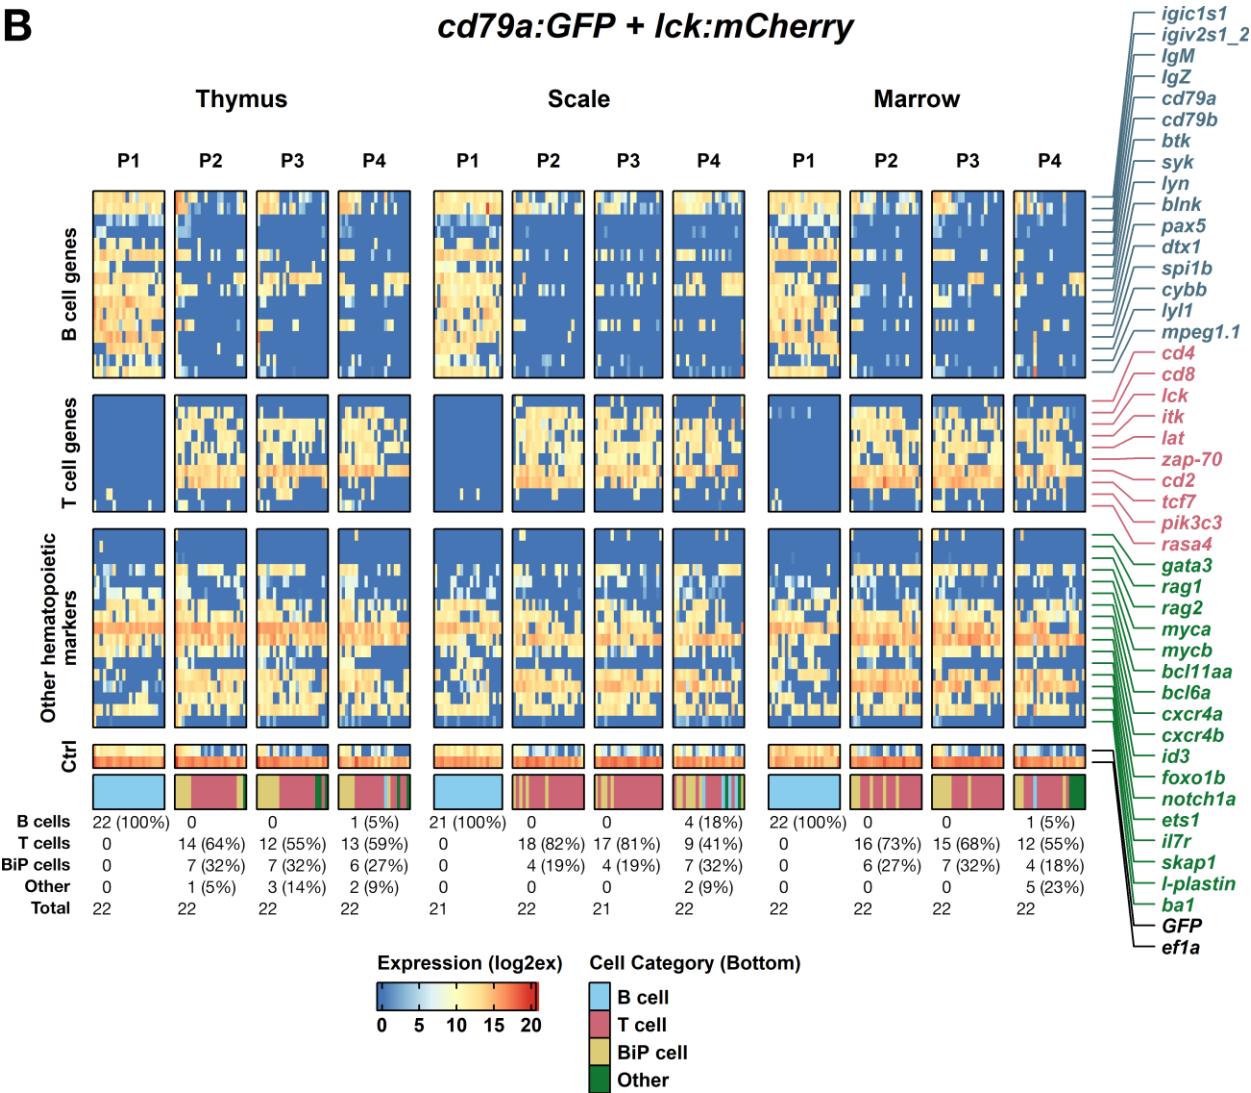 B
cd79a:GFP + lck:mCherry
Thymus Scale Marrow
P1 P2 P3 P4 P1 P2 P3 P4 P1 P2 P3 P4
B cell genes
T cell genes
Other hematopoietic
markers
Ctrl
igic1s1
igiv2s1_2
IgM
IgZ
cd79a
cd79b
btk
syk
lyn
blnk
pax5
dtx1
spi1b
cybb
lyl1
mpeg1.1
cd4
cd8
lck
itk
lat
zap-70
cd2
tcf7
pik3c3
rasa4
gata3
rag1
rag2
myca
mycb
bcl11aa
bcl6a
cxcr4a
cxcr4b
id3
foxo1b
notch1a
ets1
il7r
skap1
l-plastin
ba1
GFP
ef1a
B cells 22 (100%) 0 0 1 (5%) 21 (100%) 0 0 4 (18%) 22 (100%) 0 0 1 (5%)
T cells 0 14 (64%) 12 (55%) 13 (59%) 0 18 (82%) 17 (81%) 9 (41%) 0 16 (73%) 15 (68%) 12 (55%)
BiP cells 0 7 (32%) 7 (32%) 6 (27%) 0 4 (19%) 4 (19%) 7 (32%) 0 6 (27%) 7 (32%) 4 (18%)
Other 0 1 (5%) 3 (14%) 2 (9%) 0 0 0 2 (9%) 0 0 0 5 (23%)
Total 22 22 22 22 21 22 21 22 22 22 22 22
Expression (log2ex)
0 5 10 15 20
Cell Category (Bottom)
B cell
T cell
BiP cell
Other